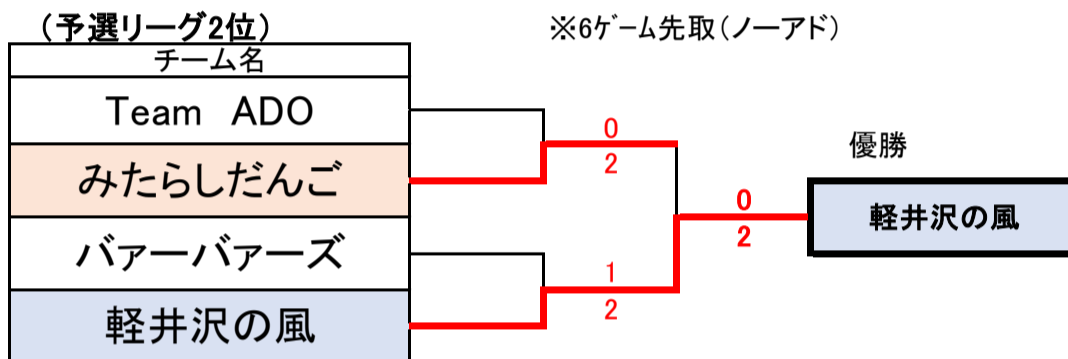 (予選リーグ2位)
※6ゲーム先取(ノーアド)
チーム名
Team ADO
みたらしだんご
バァーバァーズ
軽井沢の風
0
2
1
2
0
2
優勝
軽井沢の風